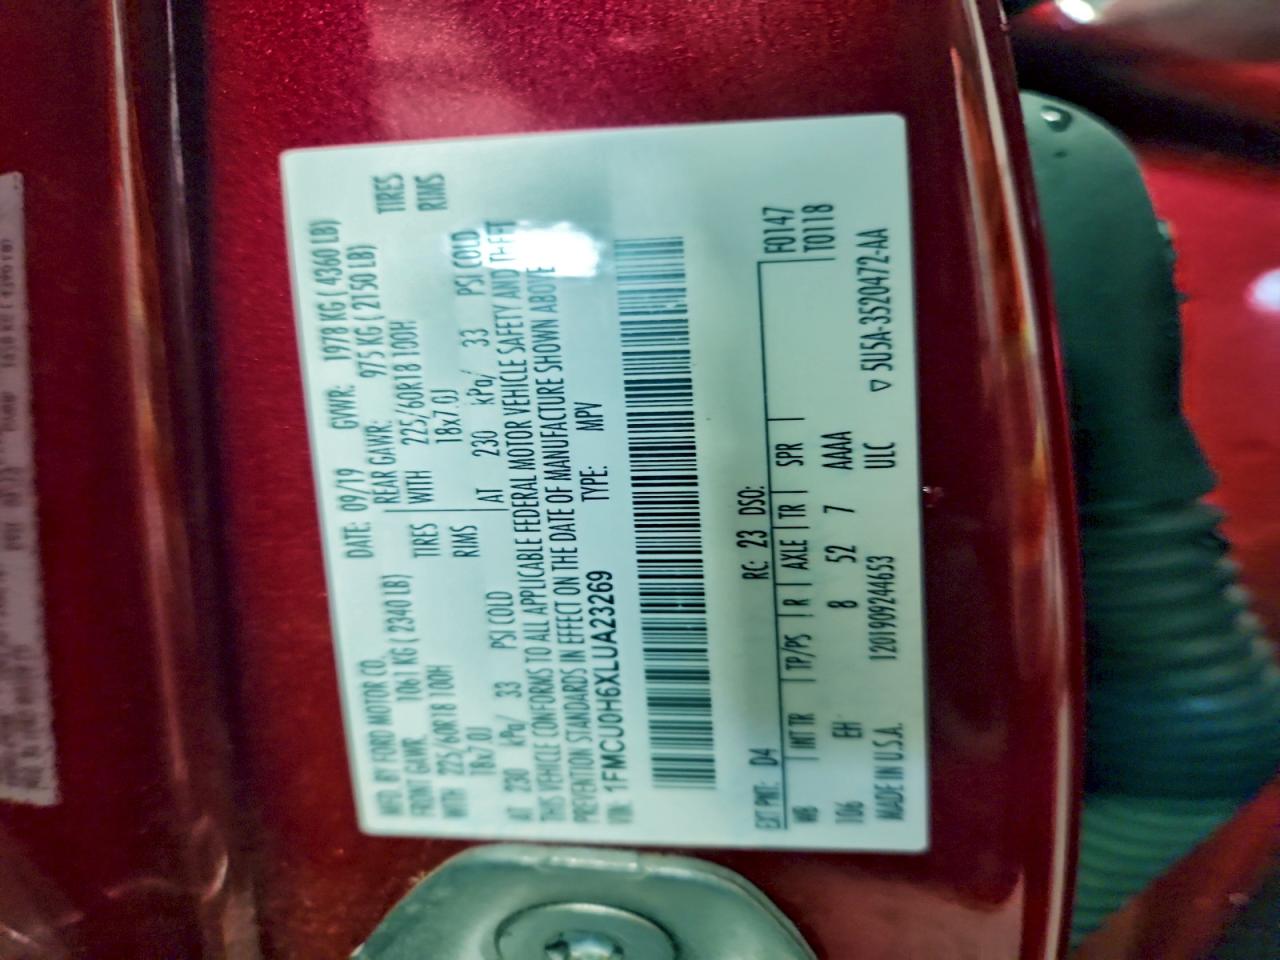 MFD. BY FORD MOTOR CO. DATE: 09/19 GVWR: 1978 KG ( 4360 LB)
FRONT GAWR: 1061 KG ( 2340 LB) REAR GAWR: 975 KG ( 2150 LB)
WITH 225/60R18 100H TIRES WITH 225/60R18 100H TIRES
18x7.0J RIMS 18x7.0J RIMS
AT 230 kPa/ 33 PSI COLD AT 230 kPa/ 33 PSI COLD
THIS VEHICLE CONFORMS TO ALL APPLICABLE FEDERAL MOTOR VEHICLE SAFETY AND THEFT
PREVENTION STANDARDS IN EFFECT ON THE DATE OF MANUFACTURE SHOWN ABOVE
VIN: 1FMCU0H6XLUA23269 TYPE: MPV
F0147
T0118
EXT PNT: D4 RC: 23 DSO:
WB INT TR TP/PS R AXLE TR SPR
106 EH 8 52 7 AAAA
MADE IN U.S.A. 1201909244653 ULC ▽ 5U5A-3520472-AA